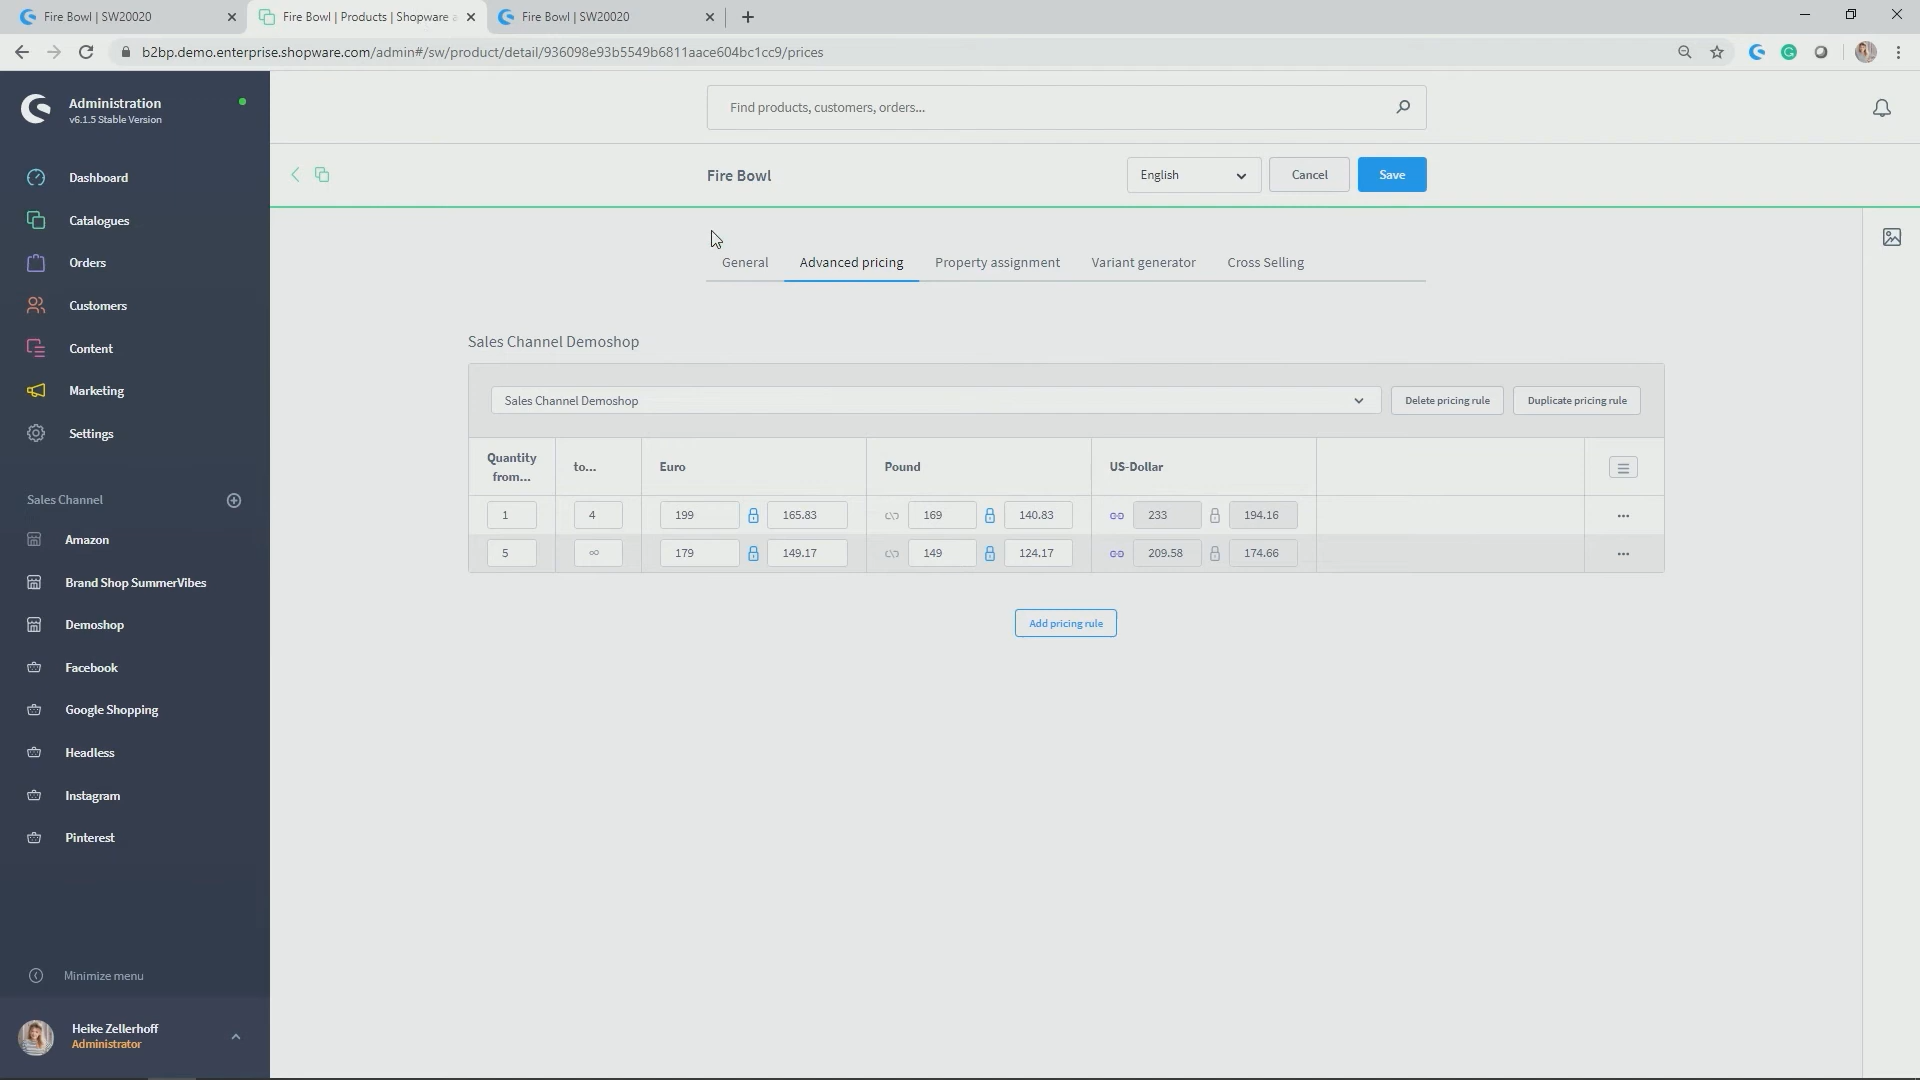 Fire Bowl | SW20020
Fire Bowl | Products | Shopware a
Fire Bowl | SW20020
b2bp.demo.enterprise.shopware.com/admin#/sw/product/detail/936098e93b5549b6811aace604bc1cc9/prices
Administration
v6.1.5 Stable Version
Find products, customers, orders...
Dashboard
Catalogues
Orders
Customers
Content
Marketing
Settings
Sales Channel
Amazon
Brand Shop SummerVibes
Demoshop
Facebook
Google Shopping
Headless
Instagram
Pinterest
Minimize menu
Heike Zellerhoff
Administrator
Fire Bowl
English
Cancel
Save
General Advanced pricing Property assignment Variant generator Cross Selling
Sales Channel Demoshop
Sales Channel Demoshop
Delete pricing rule
Duplicate pricing rule
Quantity from... to... Euro Pound US-Dollar
1 4 199 165.83 169 140.83 233 194.16
5 ∞ 179 149.17 149 124.17 209.58 174.66
Add pricing rule